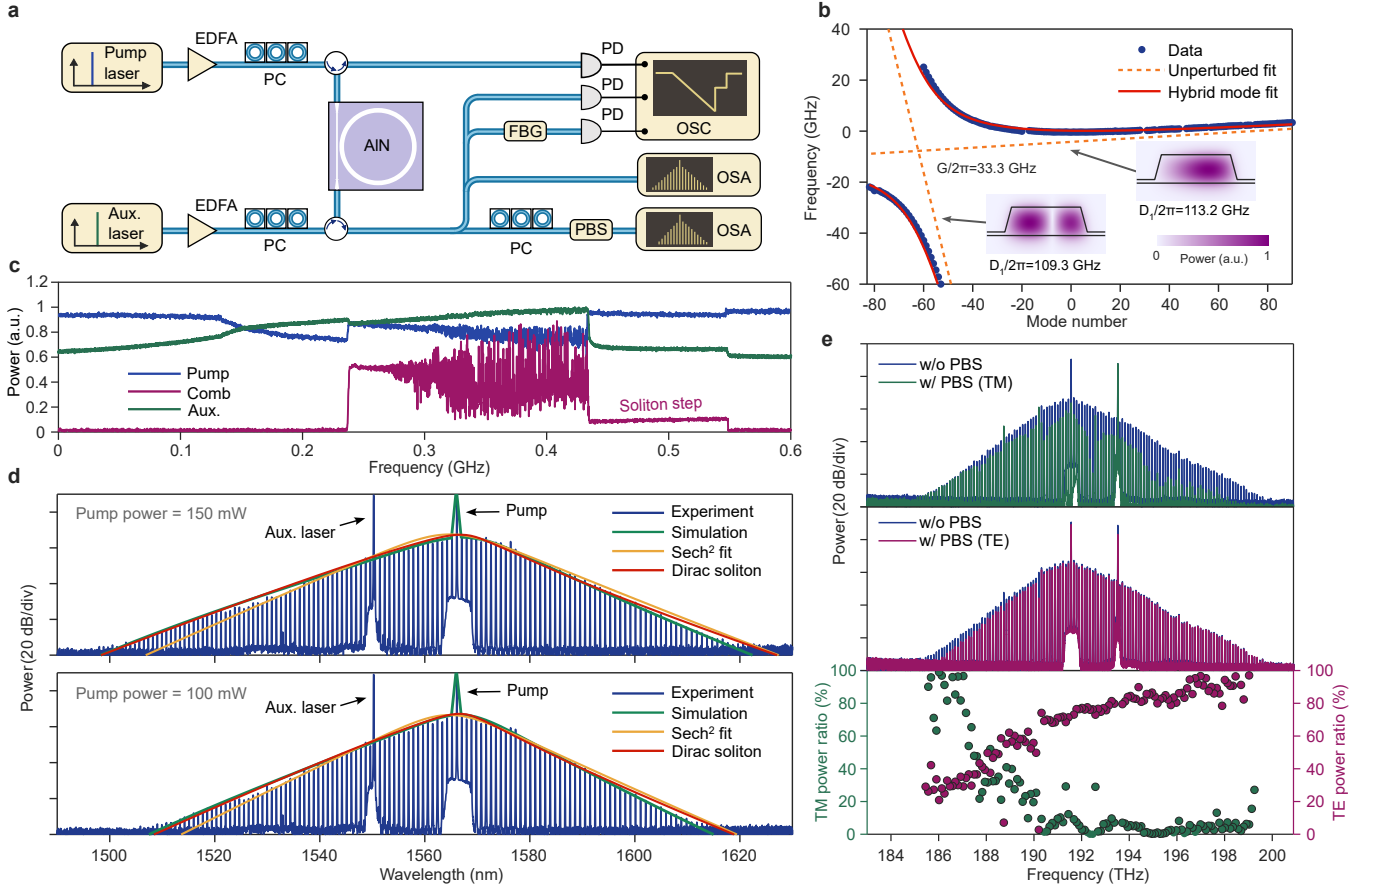 a
EDFA
Pump
laser
PC
PD
PD
PD
FBG
OSC
AlN
OSA
EDFA
Aux.
laser
PC
PC
PBS
OSA
b
40
20
0
-20
-40
-60
Frequency (GHz)
Data
Unperturbed fit
Hybrid mode fit
G/2π=33.3 GHz
D1/2π=113.2 GHz
D1/2π=109.3 GHz
0
1
Power (a.u.)
-80
-60
-40
-20
0
20
40
60
80
Mode number
c
1.2
1
0.8
0.6
0.4
0.2
0
Power (a.u.)
Pump
Comb
Aux.
Soliton step
0
0.1
0.2
0.3
0.4
0.5
0.6
Frequency (GHz)
d
Pump power = 150 mW
Aux. laser
Pump
Experiment
Simulation
Sech2 fit
Dirac soliton
Power (20 dB/div)
Pump power = 100 mW
Aux. laser
Pump
Experiment
Simulation
Sech2 fit
Dirac soliton
1500
1520
1540
1560
1580
1600
1620
Wavelength (nm)
e
w/o PBS
w/ PBS (TM)
Power (20 dB/div)
w/o PBS
w/ PBS (TE)
100
80
60
40
20
0
TM power ratio (%)
100
80
60
40
20
0
TE power ratio (%)
184
186
188
190
192
194
196
198
200
Frequency (THz)